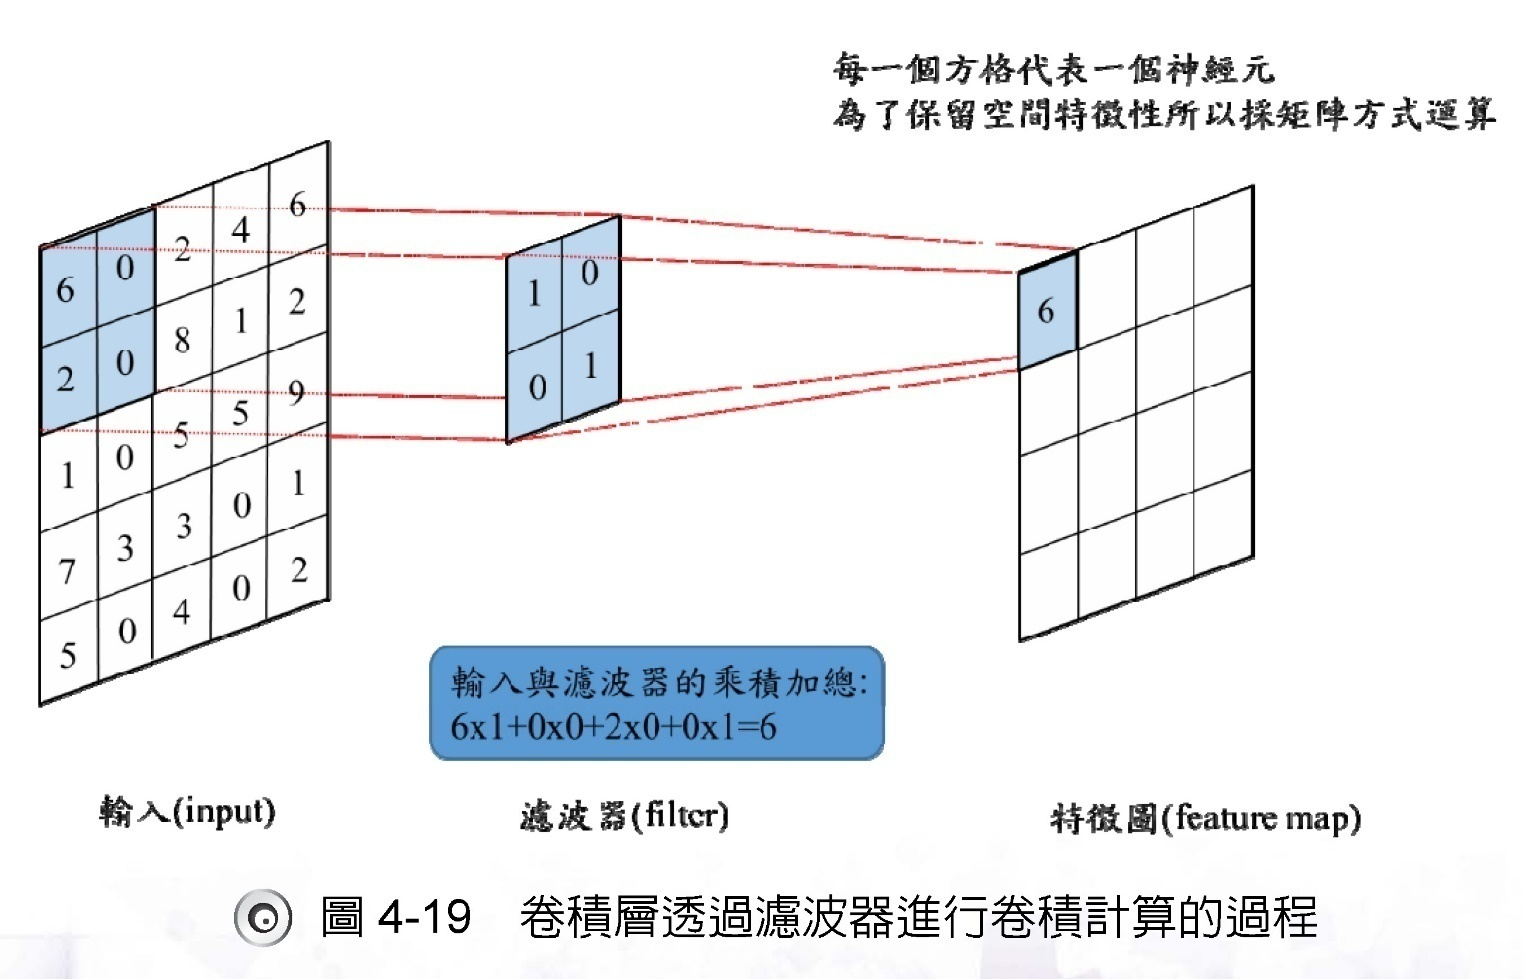 每一個方格代表一個神經元
為了保留空間特徵性所以採矩陣方式運算
6 0 2 4 6
2 0 8 1 2
1 0 5 5 9
7 3 3 0 1
5 0 4 0 2
1 0
0 1
6
輸入與濾波器的乘積加總:
6x1+0x0+2x0+0x1=6
輸入(input)
濾波器(filter)
特徵圖(feature map)
圖 4-19 卷積層透過濾波器進行卷積計算的過程